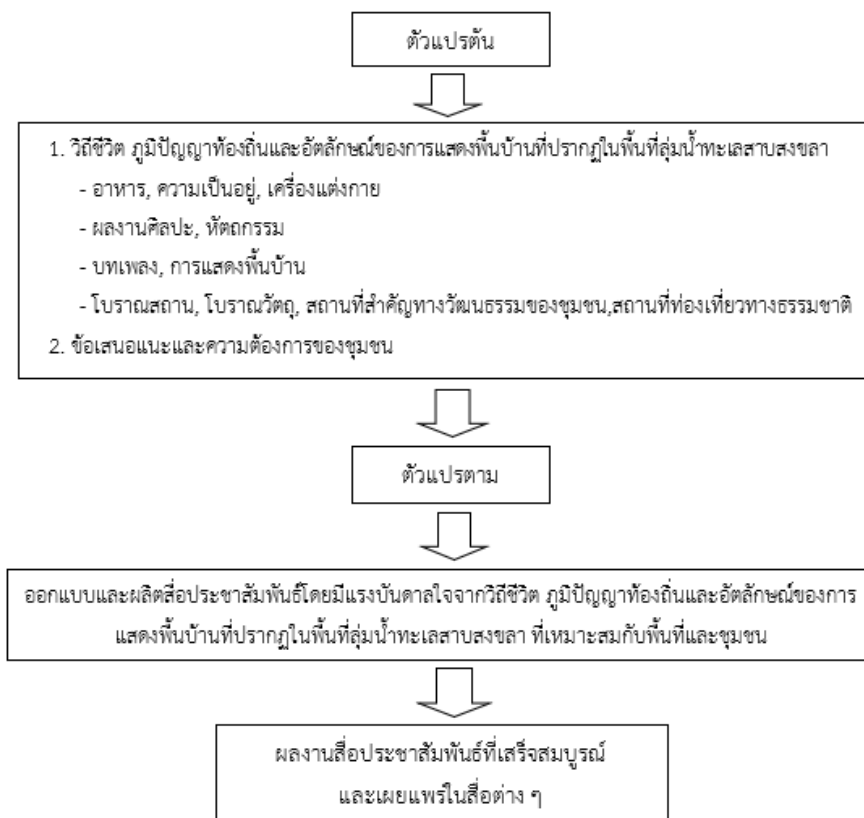 ตัวแปรต้น
1. วิถีชีวิต ภูมิปัญญาท้องถิ่นและอัตลักษณ์ของการแสดงพื้นบ้านที่ปรากฏในพื้นที่ลุ่มน้ำทะเลสาบสงขลา
- อาหาร, ความเป็นอยู่, เครื่องแต่งกาย
- ผลงานศิลปะ, หัตถกรรม
- บทเพลง, การแสดงพื้นบ้าน
- โบราณสถาน, โบราณวัตถุ, สถานที่สำคัญทางวัฒนธรรมของชุมชน,สถานที่ท่องเที่ยวทางธรรมชาติ
2. ข้อเสนอแนะและความต้องการของชุมชน
ตัวแปรตาม
ออกแบบและผลิตสื่อประชาสัมพันธ์โดยมีแรงบันดาลใจจากวิถีชีวิต ภูมิปัญญาท้องถิ่นและอัตลักษณ์ของการ
แสดงพื้นบ้านที่ปรากฏในพื้นที่ลุ่มน้ำทะเลสาบสงขลา ที่เหมาะสมกับพื้นที่และชุมชน
ผลงานสื่อประชาสัมพันธ์ที่เสร็จสมบูรณ์
และเผยแพร่ในสื่อต่าง ๆ